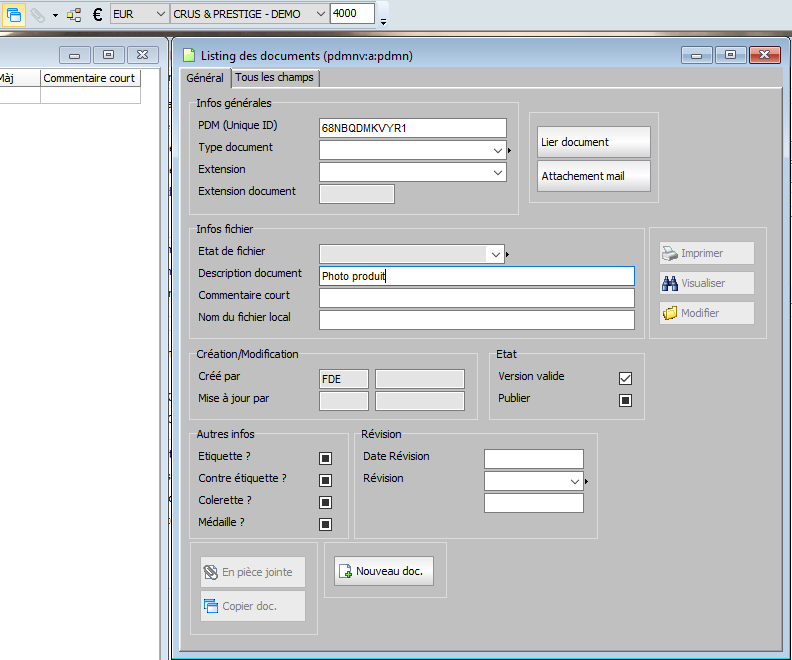 € EUR CRUS & PRESTIGE - DEMO 4000
Màj Commentaire court
Listing des documents (pdmnv:a:pdmn)
Général Tous les champs
Infos générales
PDM (Unique ID) 68NBQDMKVYR1
Type document
Extension
Extension document
Lier document
Attachement mail
Infos fichier
Etat de fichier
Description document Photo produit
Commentaire court
Nom du fichier local
Imprimer
Visualiser
Modifier
Création/Modification
Créé par FDE
Mise à jour par
Etat
Version valide
Publier
Autres infos
Etiquette ?
Contre étiquette ?
Colerette ?
Médaille ?
Révision
Date Révision
Révision
En pièce jointe
Copier doc.
Nouveau doc.